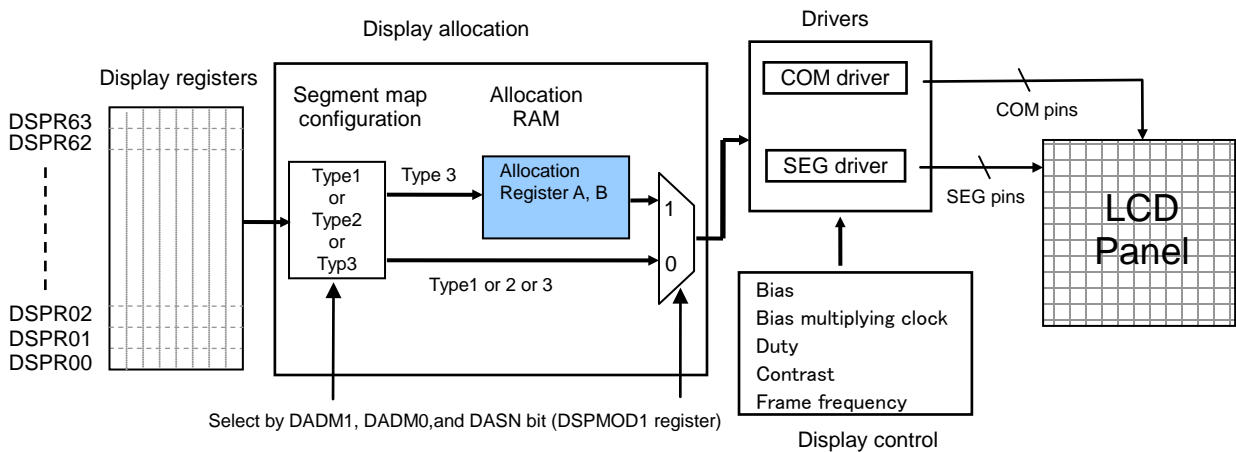 Display allocation
Drivers
Display registers
DSPR63
DSPR62
DSPR02
DSPR01
DSPR00
Segment map
configuration
Allocation
RAM
Type1
or
Type2
or
Typ3
Type 3
Allocation
Register A, B
Type1 or 2 or 3
1
0
COM driver
SEG driver
COM pins
SEG pins
LCD
Panel
Bias
Bias multiplying clock
Duty
Contrast
Frame frequency
Display control
Select by DADM1, DADM0,and DASN bit (DSPMOD1 register)